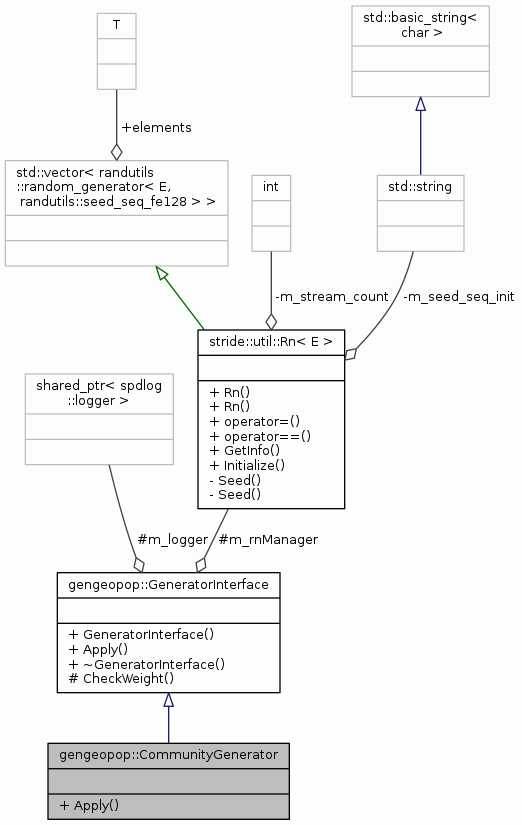 T
std::basic_string<
char >
+elements
std::vector< randutils
::random_generator< E,
randutils::seed_seq_fe128 > >
int
std::string
-m_stream_count
-m_seed_seq_init
stride::util::Rn< E >
+ Rn()
+ Rn()
+ operator=()
+ operator==()
+ GetInfo()
+ Initialize()
- Seed()
- Seed()
shared_ptr< spdlog
::logger >
#m_logger
#m_rnManager
gengeopop::GeneratorInterface
+ GeneratorInterface()
+ Apply()
+ ~GeneratorInterface()
# CheckWeight()
gengeopop::CommunityGenerator
+ Apply()